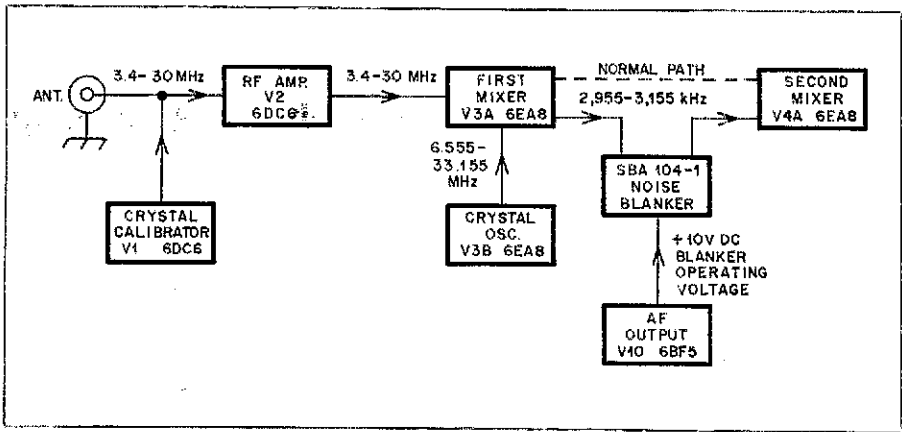 ANT.
3.4-30 MHz
RF AMP.
V2
6DC6
3.4-30 MHz
FIRST
MIXER
V3A 6EA8
NORMAL PATH
2,955-3,155 kHz
SECOND
MIXER
V4A 6EA8
6.555-
33.155
MHz
SBA 104-1
NOISE
BLANKER
CRYSTAL
CALIBRATOR
V1 6DC6
CRYSTAL
OSC.
V3B 6EA8
+10V DC
BLANKER
OPERATING
VOLTAGE
AF
OUTPUT
V10 6BF5